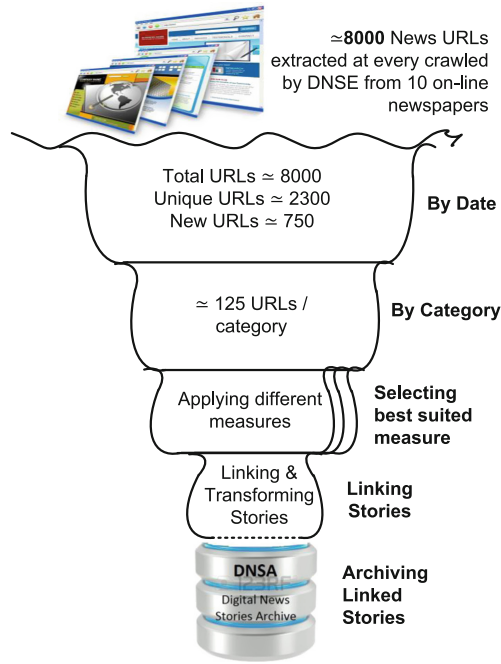 ≃8000 News URLs
extracted at every crawled
by DNSE from 10 on-line
newspapers
Total URLs ≃ 8000
Unique URLs ≃ 2300
New URLs ≃ 750
By Date
≃ 125 URLs /
category
By Category
Applying different
measures
Selecting
best suited
measure
Linking &
Transforming
Stories
Linking
Stories
DNSA
123RF
Digital News
Stories Archive
Archiving
Linked
Stories